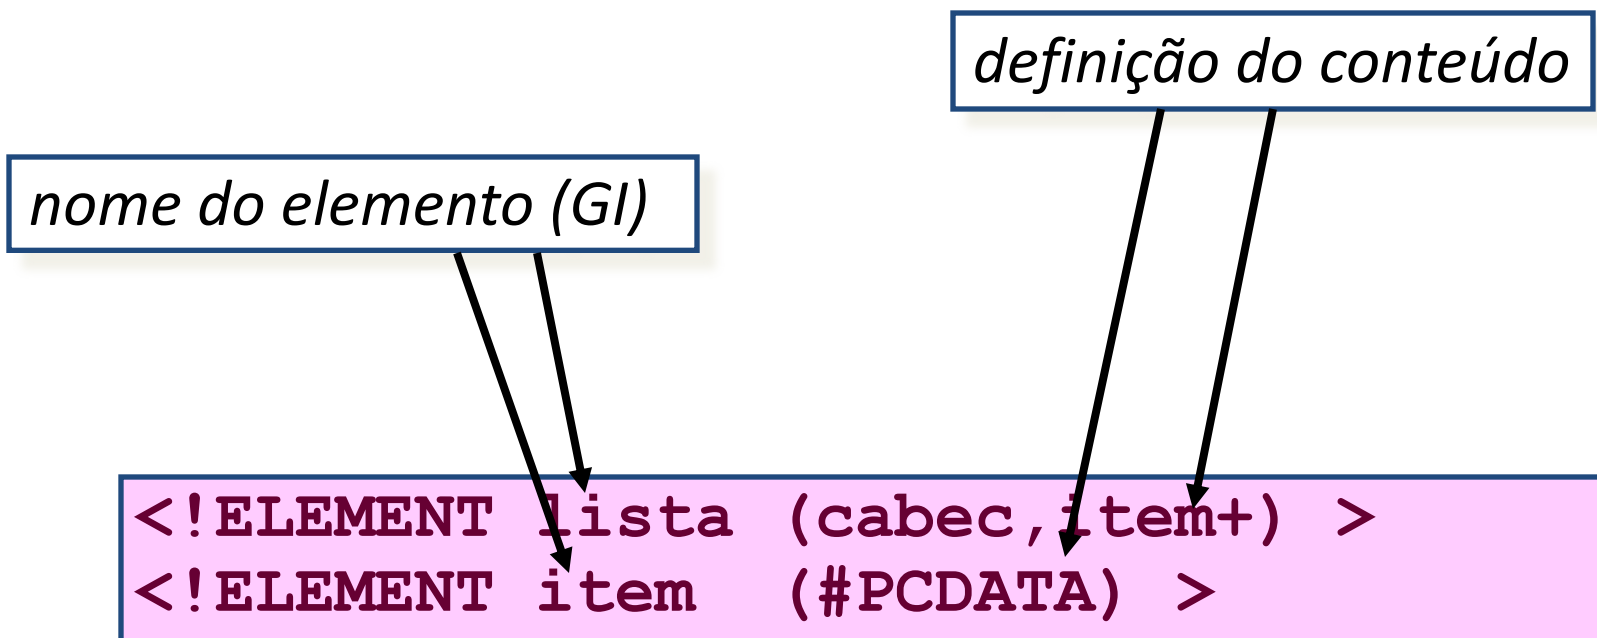 definição do conteúdo
nome do elemento (GI)
<!ELEMENT lista (cabec,item+) >
<!ELEMENT item (#PCDATA) >